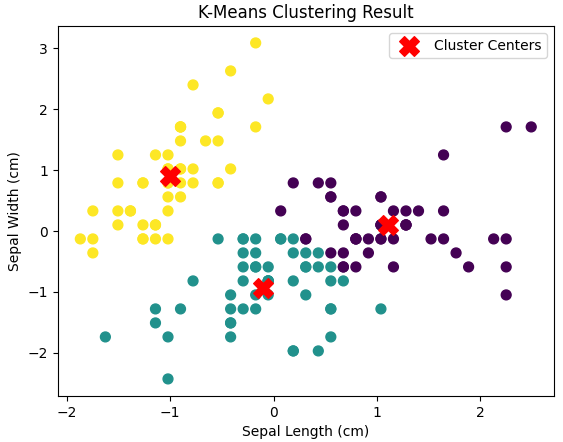 K-Means Clustering Result
Cluster Centers
Sepal Width (cm)
3
2
1
0
−1
−2
−2
−1
0
1
2
Sepal Length (cm)